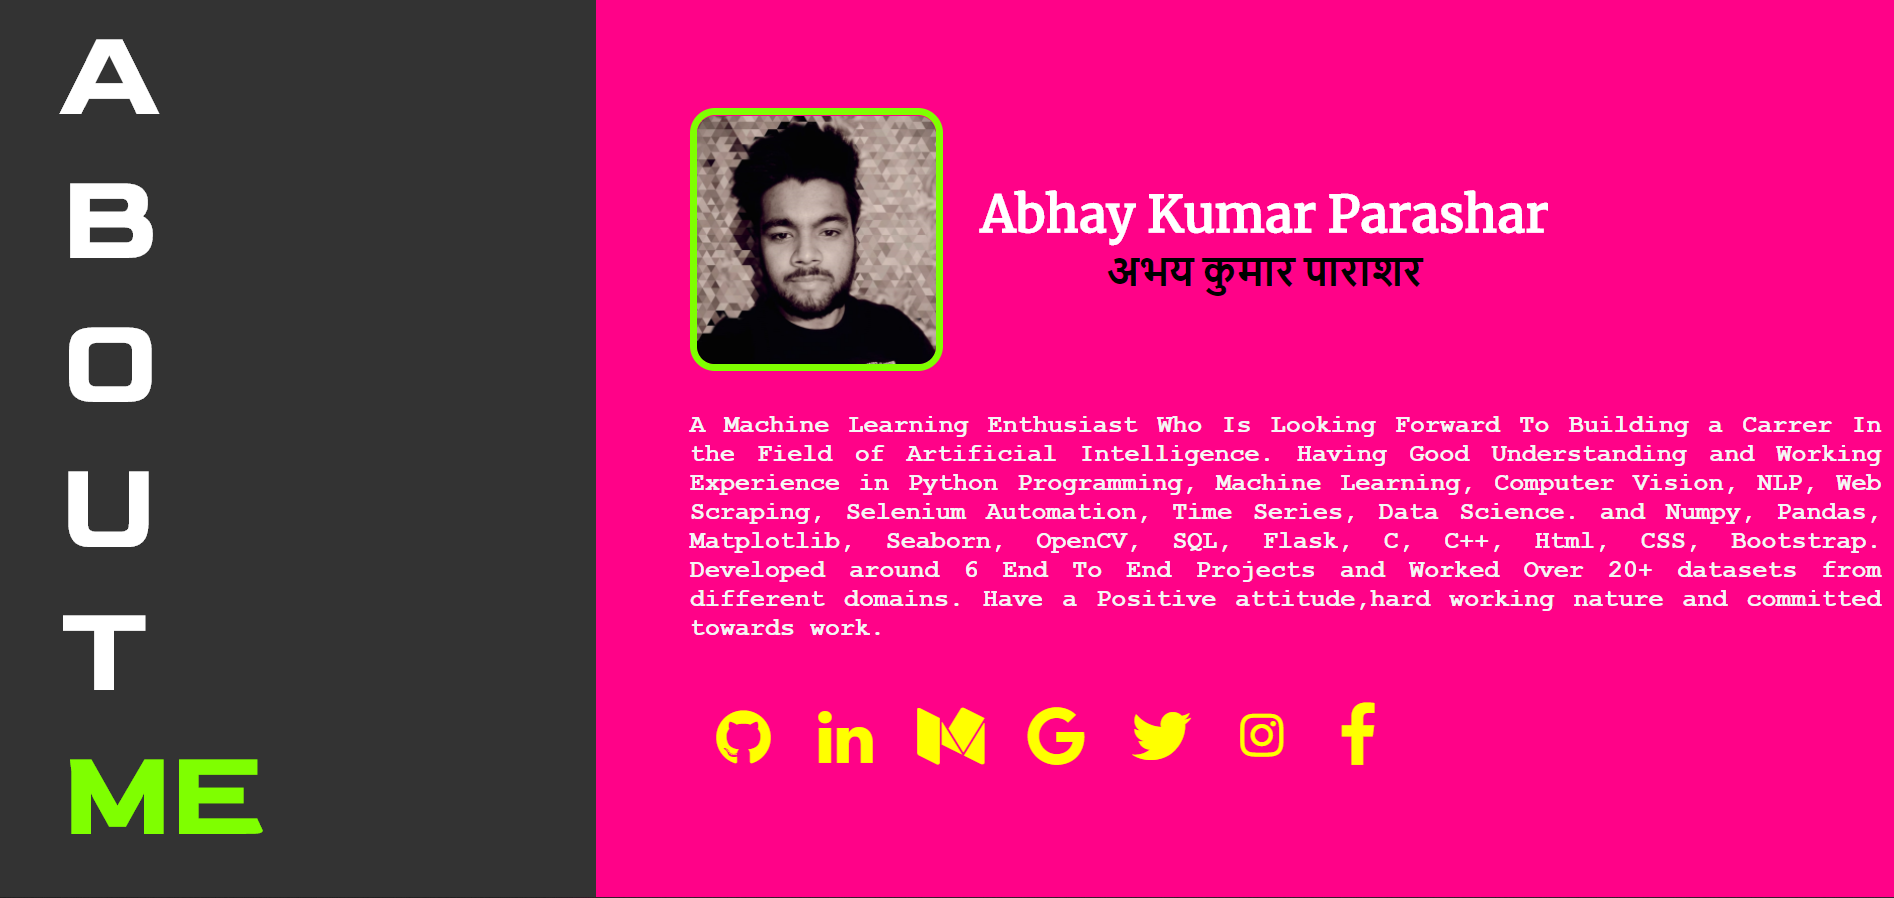 A
B
O
U
T
ME
Abhay Kumar Parashar
अभय कुमार पाराशर
A Machine Learning Enthusiast Who Is Looking Forward To Building a Carrer In
the Field of Artificial Intelligence. Having Good Understanding and Working
Experience in Python Programming, Machine Learning, Computer Vision, NLP, Web
Scraping, Selenium Automation, Time Series, Data Science. and Numpy, Pandas,
Matplotlib, Seaborn, OpenCV, SQL, Flask, C, C++, Html, CSS, Bootstrap.
Developed around 6 End To End Projects and Worked Over 20+ datasets from
different domains. Have a Positive attitude,hard working nature and committed
towards work.